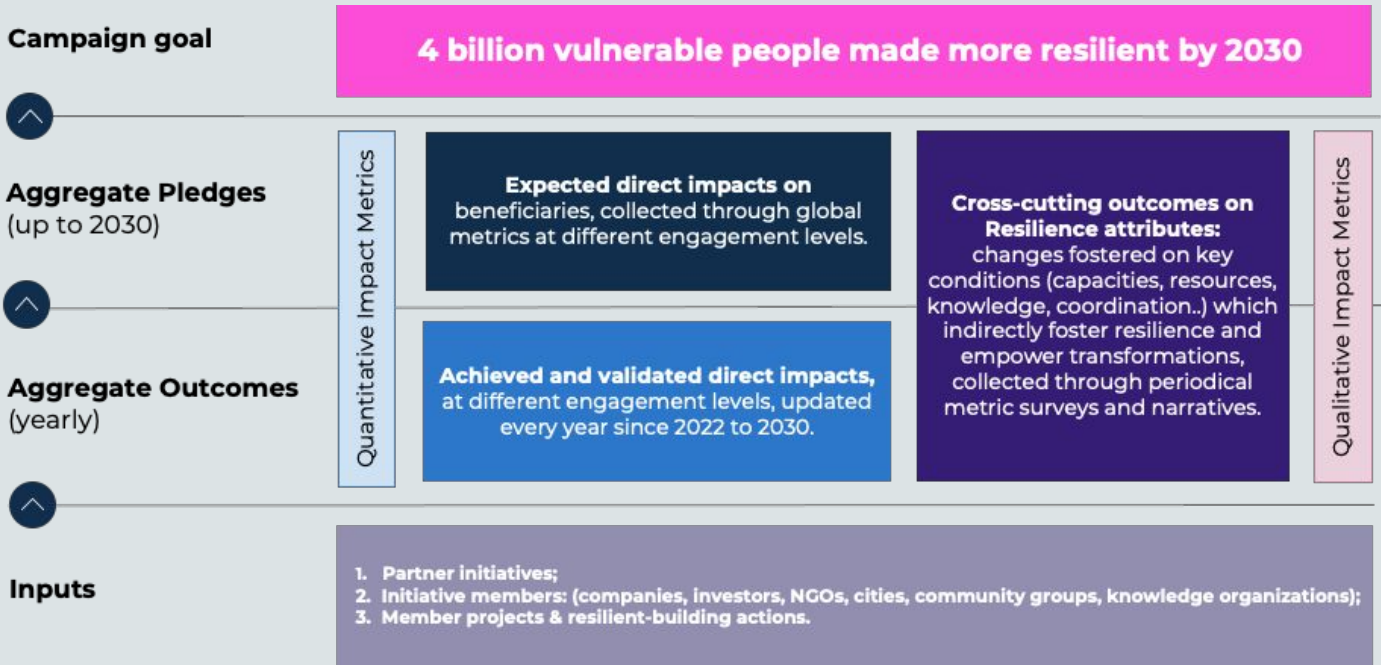 Campaign goal
4 billion vulnerable people made more resilient by 2030
Aggregate Pledges
(up to 2030)
Quantitative Impact Metrics
Expected direct impacts on
beneficiaries, collected through global
metrics at different engagement levels.
Cross-cutting outcomes on
Resilience attributes:
changes fostered on key
conditions (capacities, resources,
knowledge, coordination..) which
indirectly foster resilience and
empower transformations,
collected through periodical
metric surveys and narratives.
Qualitative Impact Metrics
Aggregate Outcomes
(yearly)
Achieved and validated direct impacts,
at different engagement levels, updated
every year since 2022 to 2030.
Inputs
1. Partner initiatives;
2. Initiative members: (companies, investors, NGOs, cities, community groups, knowledge organizations);
3. Member projects & resilient-building actions.